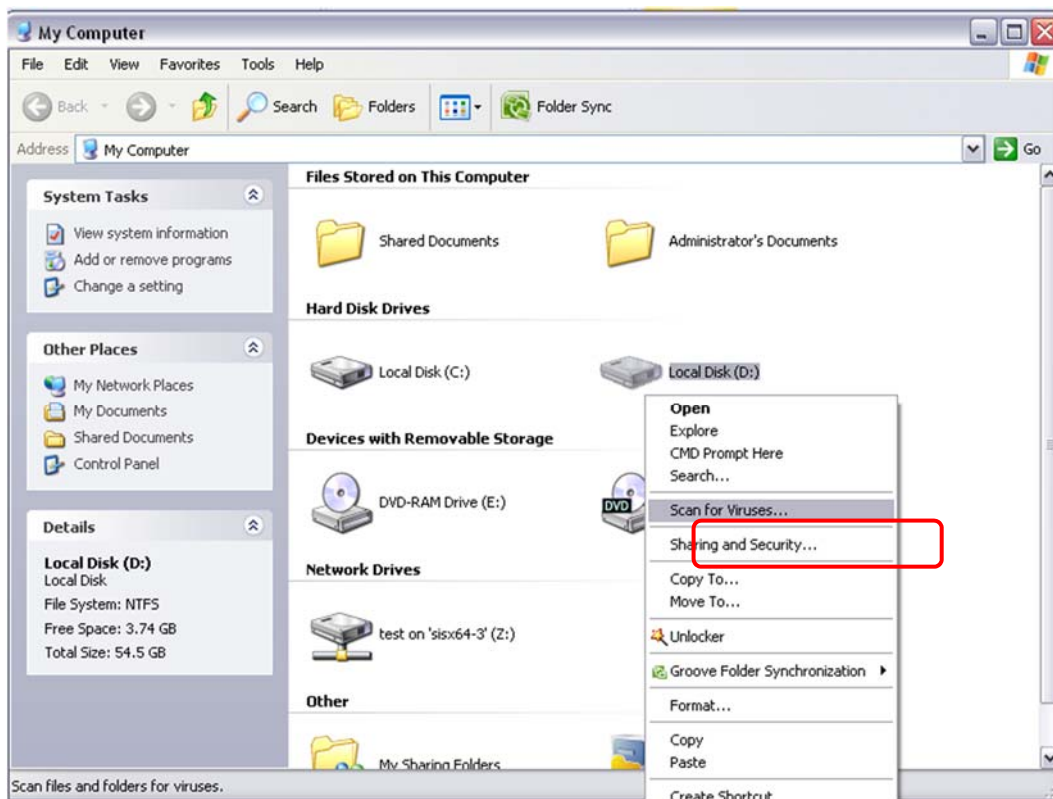 My Computer
File Edit View Favorites Tools Help
Back Search Folders Folder Sync
Address My Computer Go
System Tasks
View system information
Add or remove programs
Change a setting
Other Places
My Network Places
My Documents
Shared Documents
Control Panel
Details
Local Disk (D:)
Local Disk
File System: NTFS
Free Space: 3.74 GB
Total Size: 54.5 GB
Files Stored on This Computer
Shared Documents
Administrator's Documents
Hard Disk Drives
Local Disk (C:)
Local Disk (D:)
Devices with Removable Storage
DVD-RAM Drive (E:)
DVD
Network Drives
test on 'sisx64-3' (Z:)
Other
My Sharing Folders
Open
Explore
CMD Prompt Here
Search...
Scan for Viruses...
Sharing and Security...
Copy To...
Move To...
Unlocker
Groove Folder Synchronization
Format...
Copy
Paste
Create Shortcut
Scan files and folders for viruses.